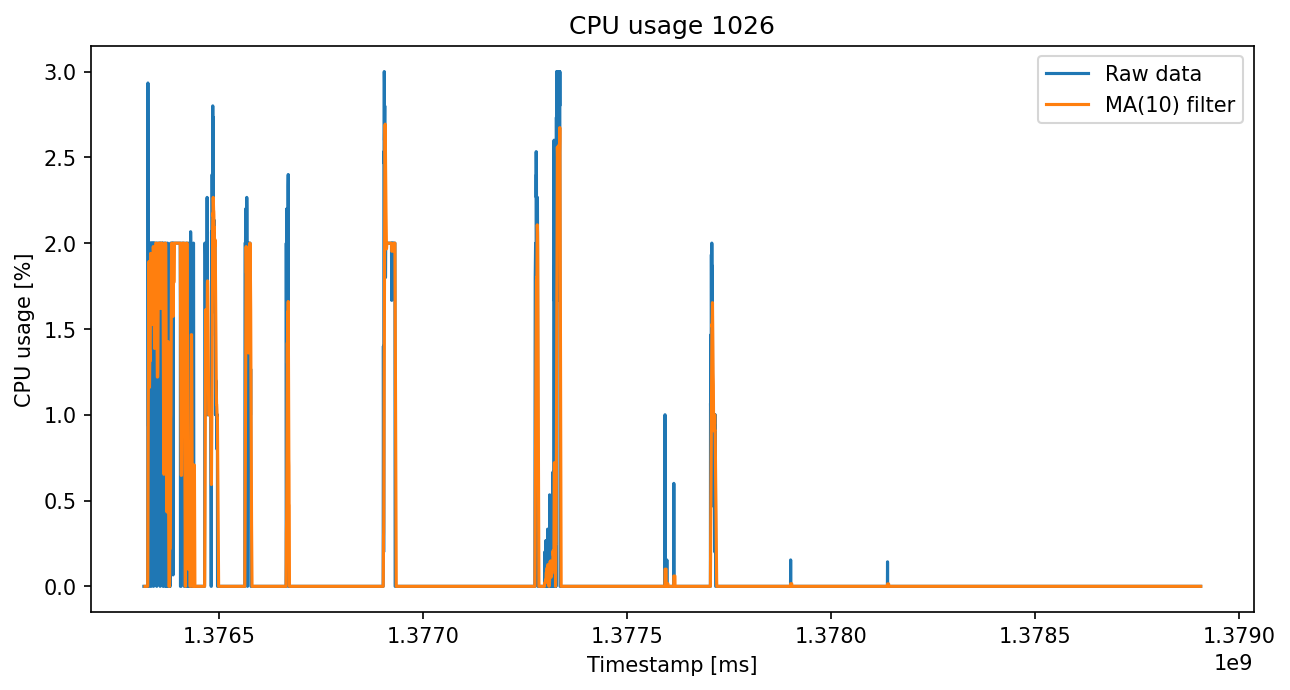 CPU usage 1026
Raw data
MA(10) filter
CPU usage [%]
3.0
2.5
2.0
1.5
1.0
0.5
0.0
1.3765 1.3770 1.3775 1.3780 1.3785 1.3790
1e9
Timestamp [ms]